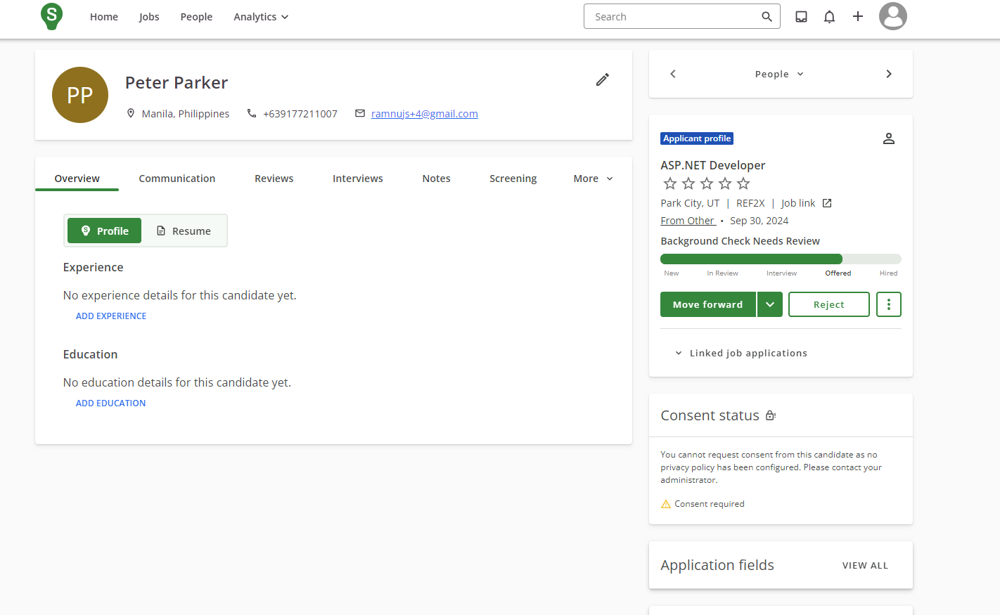 S
Home Jobs People Analytics
Search
PP
Peter Parker
Manila, Philippines +639177211007 ramnujs+4@gmail.com
Overview Communication Reviews Interviews Notes Screening More
Profile Resume
Experience
No experience details for this candidate yet.
ADD EXPERIENCE
Education
No education details for this candidate yet.
ADD EDUCATION
People
Applicant profile
ASP.NET Developer
Park City, UT | REF2X | Job link
From Other • Sep 30, 2024
Background Check Needs Review
New In Review Interview Offered Hired
Move forward Reject
Linked job applications
Consent status
You cannot request consent from this candidate as no
privacy policy has been configured. Please contact your
administrator.
Consent required
Application fields VIEW ALL